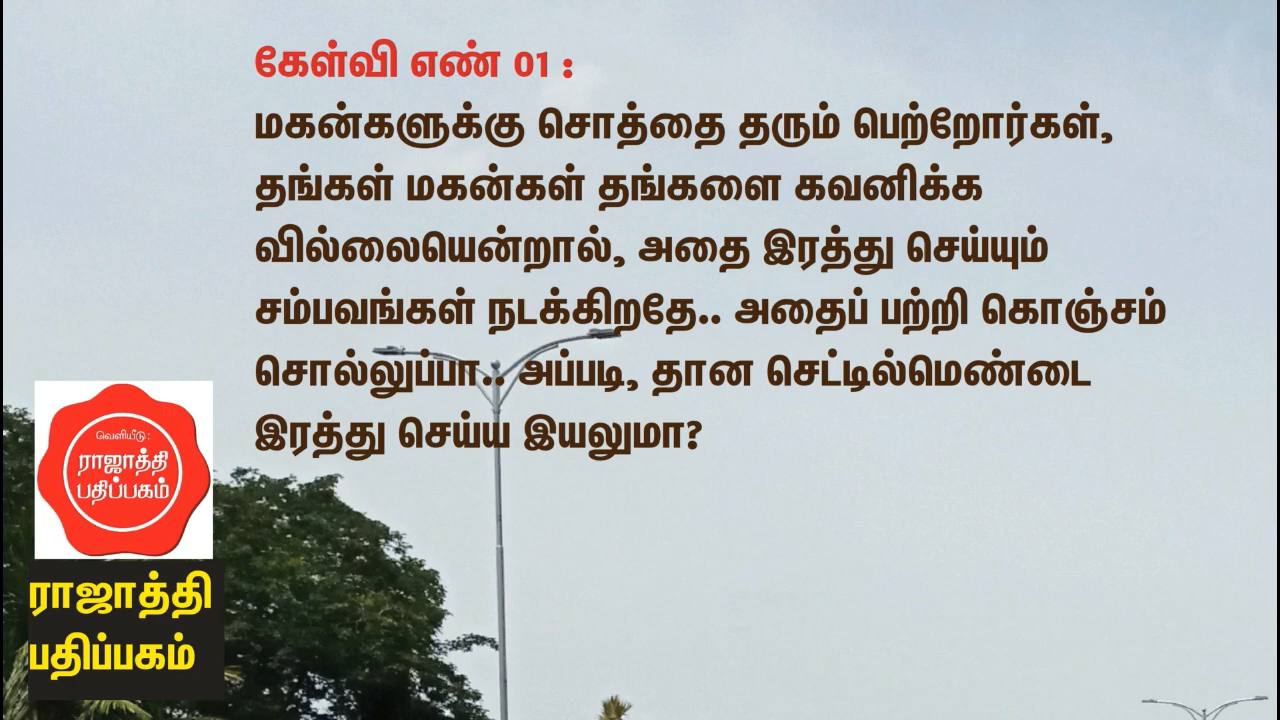 கேள்வி எண் 01 :
மகன்களுக்கு சொத்தை தரும் பெற்றோர்கள்,
தங்கள் மகன்கள் தங்களை கவனிக்க
வில்லையென்றால், அதை இரத்து செய்யும்
சம்பவங்கள் நடக்கிறதே.. அதைப் பற்றி கொஞ்சம்
சொல்லுப்பா.. அப்படி, தான செட்டில்மெண்டை
இரத்து செய்ய இயலுமா?
வெளியீடு :
ராஜாத்தி
பதிப்பகம்
ராஜாத்தி
பதிப்பகம்